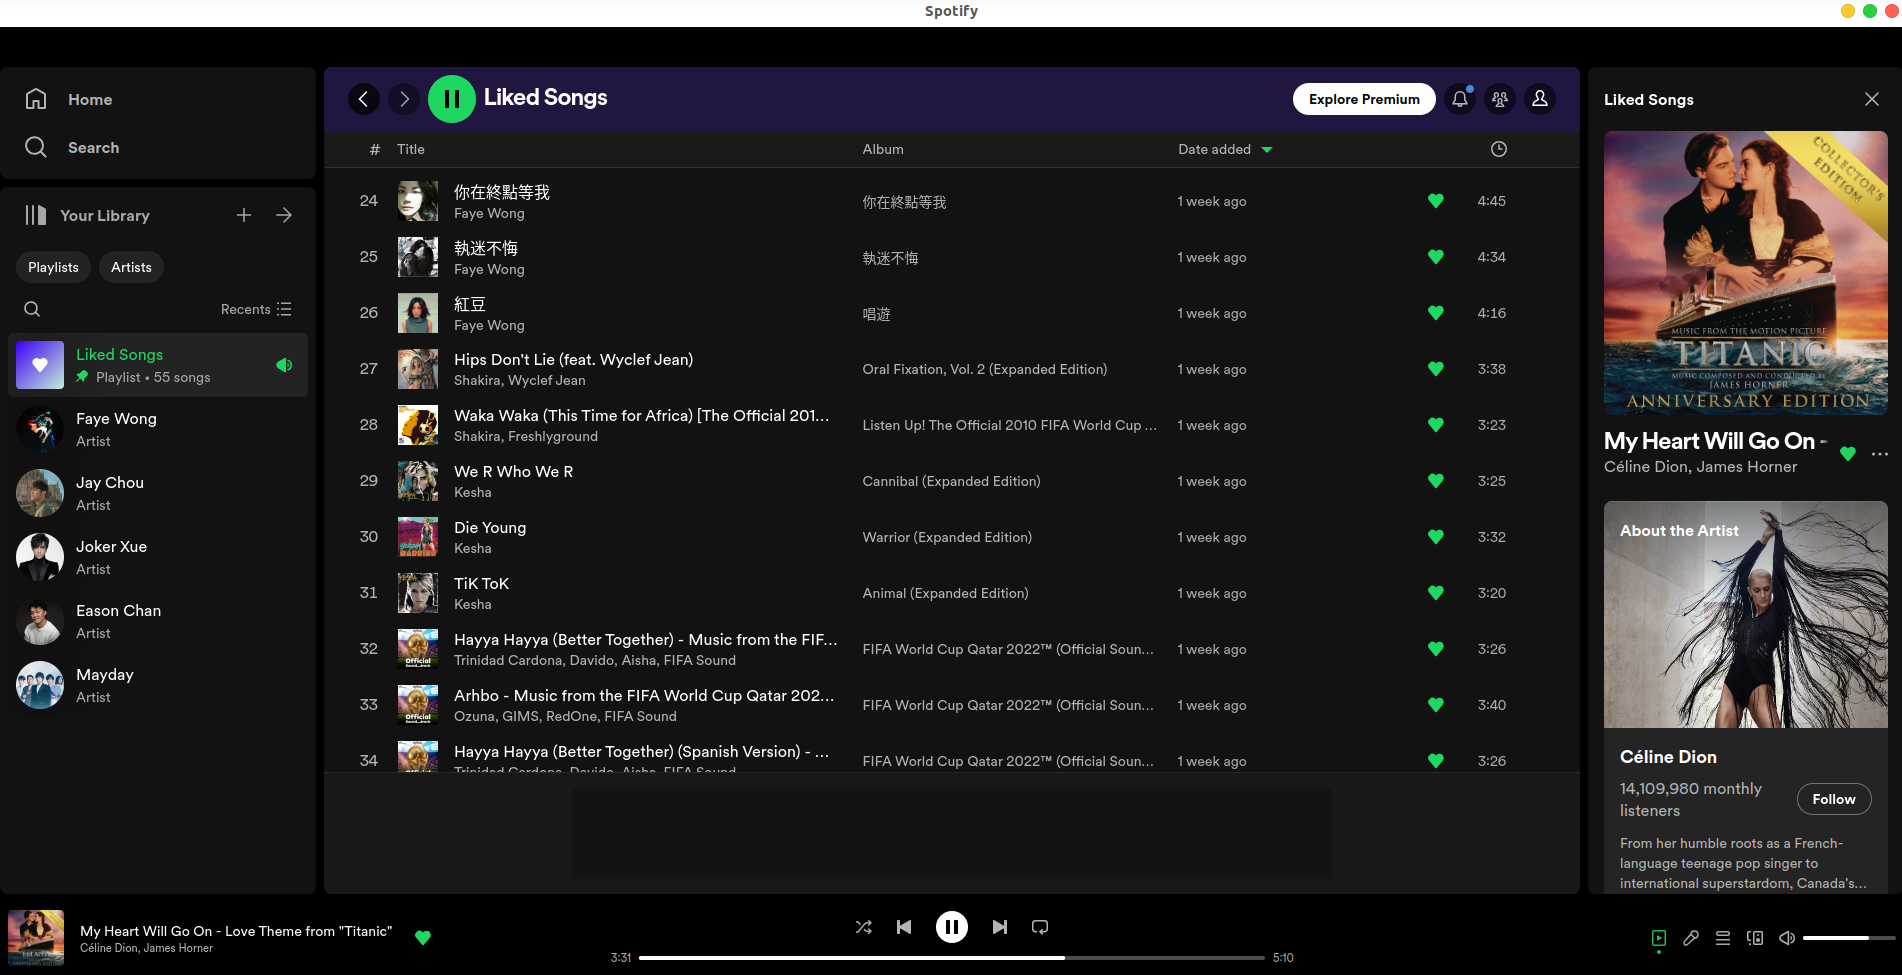 Spotify
Home
Search
Your Library
Playlists
Artists
Recents
Liked Songs
Playlist • 55 songs
Faye Wong
Artist
Jay Chou
Artist
Joker Xue
Artist
Eason Chan
Artist
Mayday
Artist
Liked Songs
Explore Premium
# Title Album Date added
24 你在終點等我 你在終點等我 1 week ago 4:45
Faye Wong
25 執迷不悔 執迷不悔 1 week ago 4:34
Faye Wong
26 紅豆 唱遊 1 week ago 4:16
Faye Wong
27 Hips Don't Lie (feat. Wyclef Jean) Oral Fixation, Vol. 2 (Expanded Edition) 1 week ago 3:38
Shakira, Wyclef Jean
28 Waka Waka (This Time for Africa) [The Official 201... Listen Up! The Official 2010 FIFA World Cup ... 1 week ago 3:23
Shakira, Freshlyground
29 We R Who We R Cannibal (Expanded Edition) 1 week ago 3:25
Kesha
30 Die Young Warrior (Expanded Edition) 1 week ago 3:32
Kesha
31 TiK ToK Animal (Expanded Edition) 1 week ago 3:20
Kesha
32 Hayya Hayya (Better Together) - Music from the FIF... FIFA World Cup Qatar 2022™ (Official Soun... 1 week ago 3:26
Trinidad Cardona, Davido, Aisha, FIFA Sound
33 Arhbo - Music from the FIFA World Cup Qatar 202... FIFA World Cup Qatar 2022™ (Official Soun... 1 week ago 3:40
Ozuna, GIMS, RedOne, FIFA Sound
34 Hayya Hayya (Better Together) (Spanish Version) - ... FIFA World Cup Qatar 2022™ (Official Soun... 1 week ago 3:26
Trinidad Cardona, Davido, Aisha, FIFA Sound
Liked Songs
COLLECTOR'S
EDITION
MUSIC FROM THE MOTION PICTURE
TITANIC
MUSIC COMPOSED AND CONDUCTED BY
JAMES HORNER
ANNIVERSARY EDITION
My Heart Will Go On -
Céline Dion, James Horner
About the Artist
Céline Dion
14,109,980 monthly
listeners
Follow
From her humble roots as a French-
language teenage pop singer to
international superstardom, Canada's...
My Heart Will Go On - Love Theme from "Titanic"
Céline Dion, James Horner
3:31
5:10